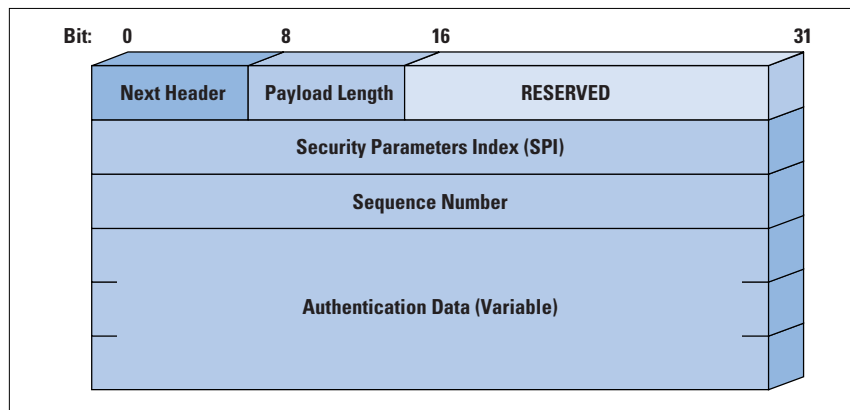 Bit: 0 8 16 31
Next Header Payload Length RESERVED
Security Parameters Index (SPI)
Sequence Number
Authentication Data (Variable)